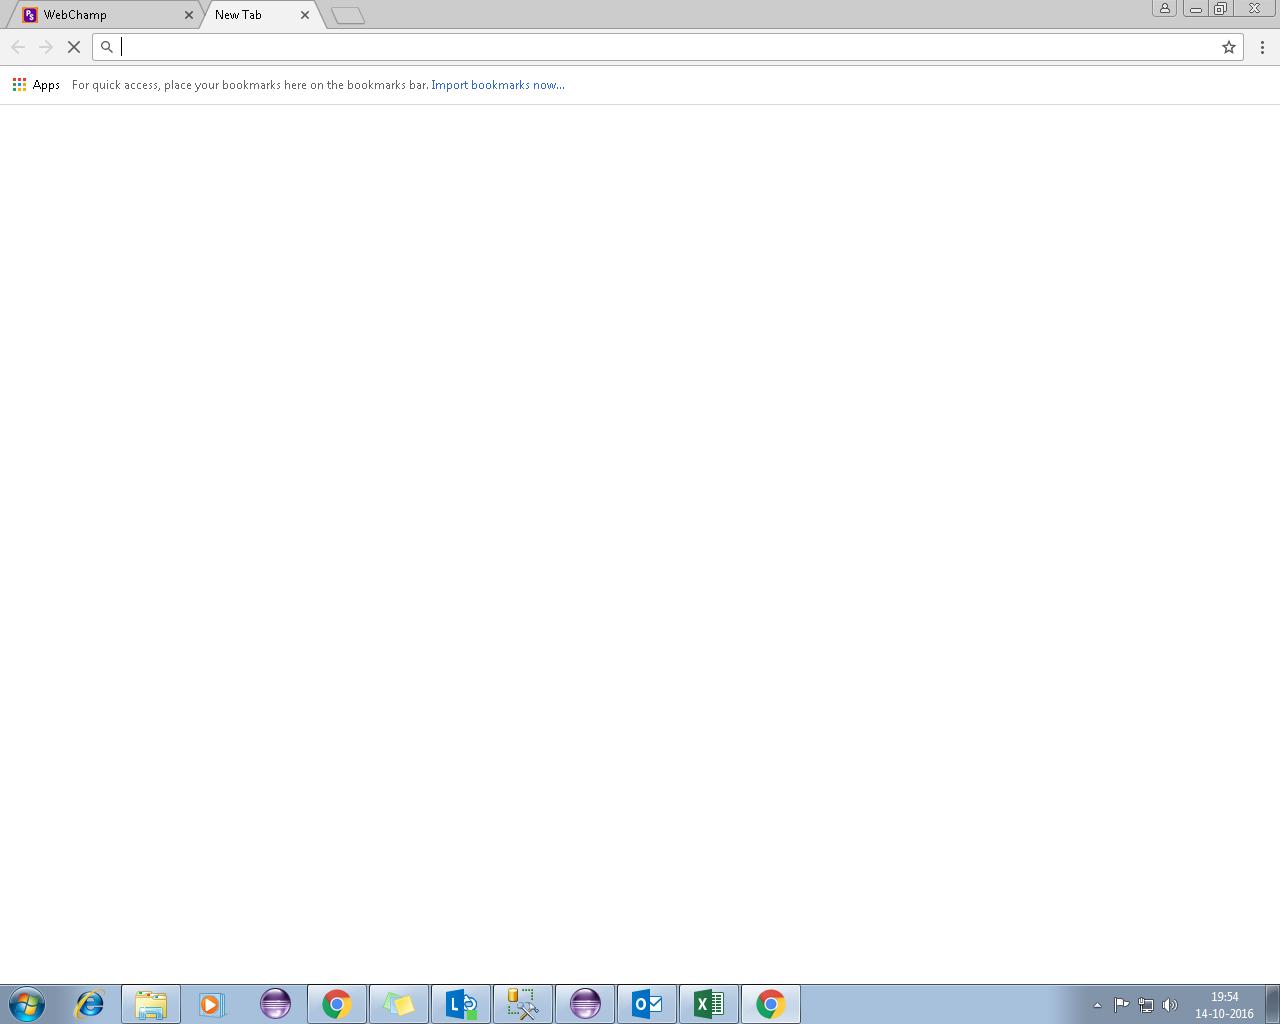 WebChamp
New Tab
Apps For quick access, place your bookmarks here on the bookmarks bar. Import bookmarks now...
19:54
14-10-2016